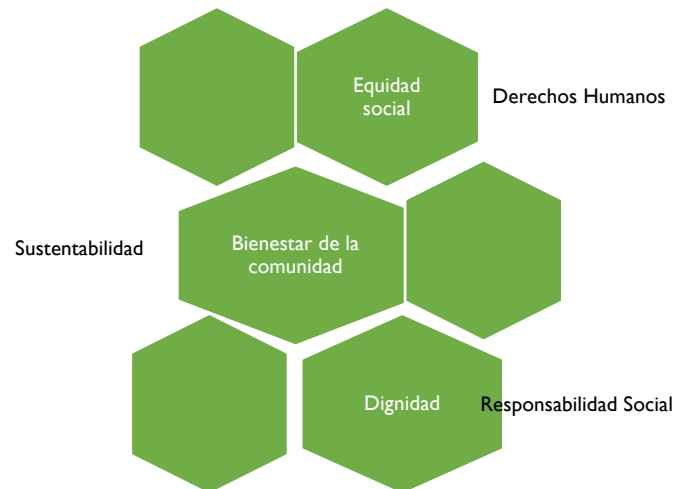 Equidad
social
Derechos Humanos
Sustentabilidad
Bienestar de la
comunidad
Dignidad
Responsabilidad Social